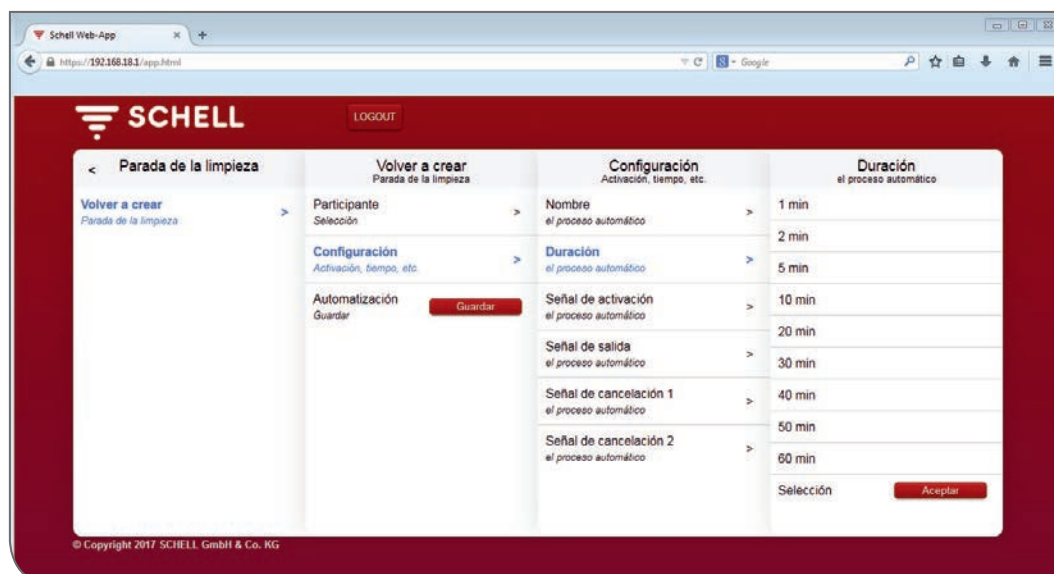 Schell Web-App
https://192.168.18.1/app.html
Google
SCHELL
LOGOUT
< Parada de la limpieza
Volver a crear >
Parada de la limpieza
Volver a crear
Parada de la limpieza
Participante >
Selección
Configuración >
Activación, tiempo, etc.
Automatización
Guardar
Guardar
Configuración
Activación, tiempo, etc.
Nombre >
el proceso automático
Duración >
el proceso automático
Señal de activación >
el proceso automático
Señal de salida >
el proceso automático
Señal de cancelación 1 >
el proceso automático
Señal de cancelación 2 >
el proceso automático
Duración
el proceso automático
1 min
2 min
5 min
10 min
20 min
30 min
40 min
50 min
60 min
Selección Aceptar
© Copyright 2017 SCHELL GmbH & Co. KG